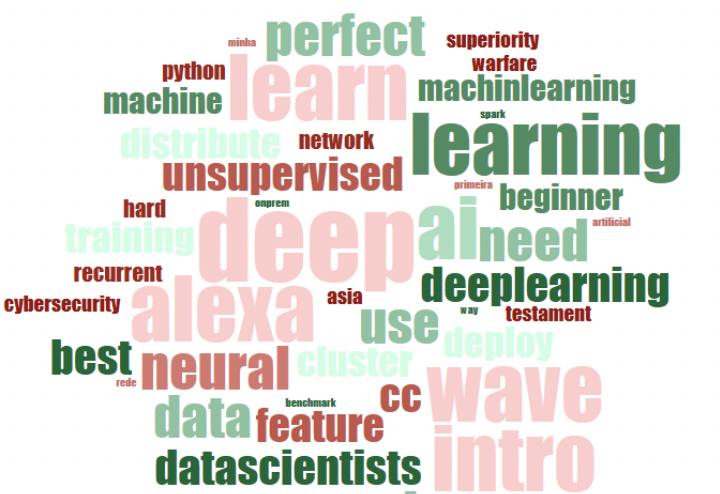 perfect
minha
superiority
learn
python
warfare
machine
machinlearning
spark
learning
distribute
network
unsupervised
primeira
beginner
hard
onprem
deep
ai
artificial
training
need
recurrent
deeplearning
cybersecurity
alexa
asia
use
way
testament
best
neural
cluster
deploy
rede
cc
wave
data
benchmark
feature
intro
datascientists